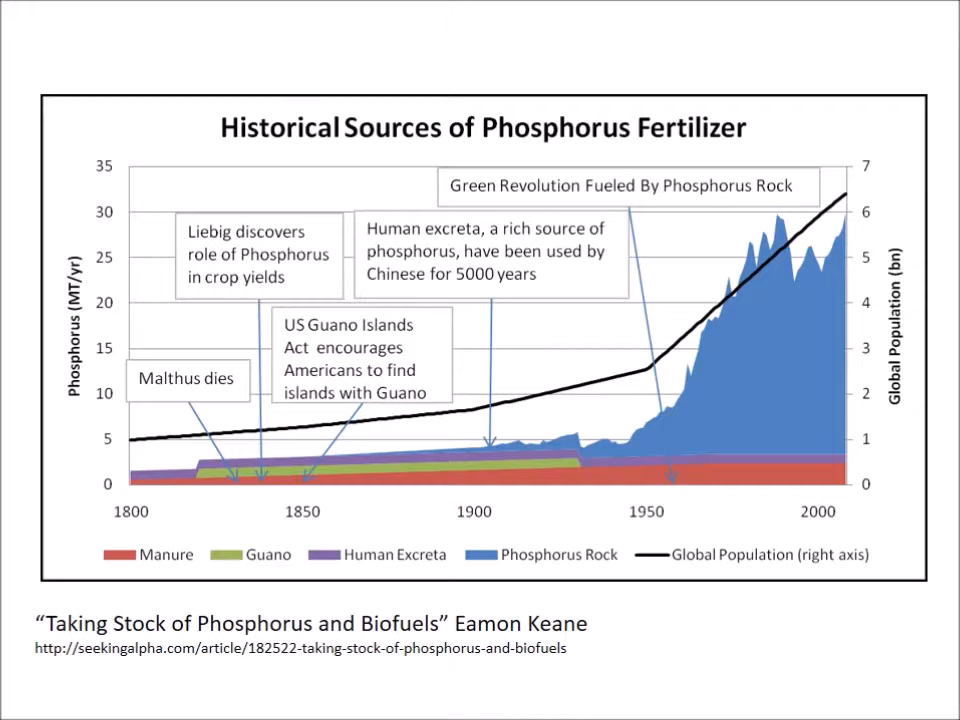 Historical Sources of Phosphorus Fertilizer
35
30
25
20
15
10
5
0
Phosphorus (MT/yr)
7
6
5
4
3
2
1
0
Global Population (bn)
Green Revolution Fueled By Phosphorus Rock
Liebig discovers
role of Phosphorus
in crop yields
Human excreta, a rich source of
phosphorus, have been used by
Chinese for 5000 years
US Guano Islands
Act encourages
Americans to find
islands with Guano
Malthus dies
1800 1850 1900 1950 2000
Manure Guano Human Excreta Phosphorus Rock Global Population (right axis)
“Taking Stock of Phosphorus and Biofuels” Eamon Keane
http://seekingalpha.com/article/182522-taking-stock-of-phosphorus-and-biofuels